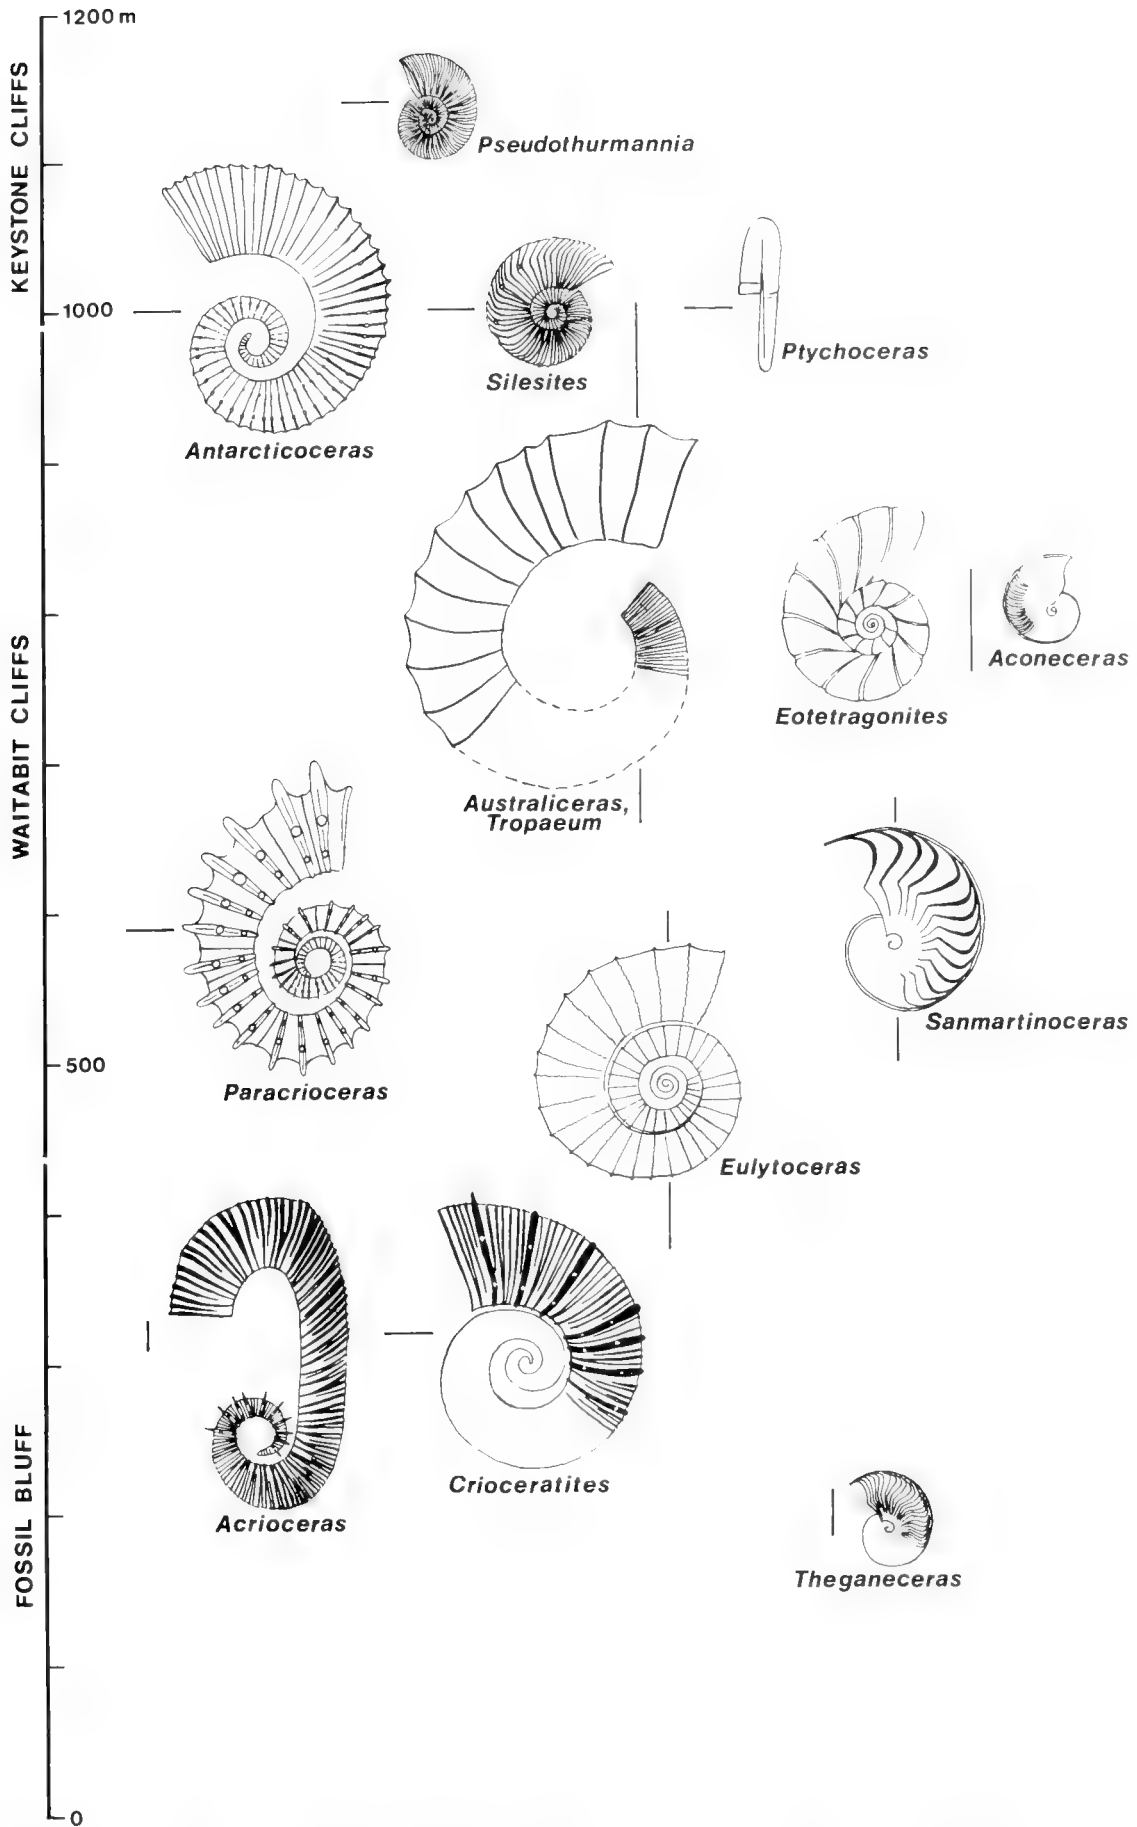 1200 m
KEYSTONE CLIFFS
Pseudothurmannia
1000
Silesites
Ptychoceras
Antarcticoceras
WAITABIT CLIFFS
Aconeceras
Eotetragonites
Australiceras,
Tropaeum
Sanmartinoceras
500
Paracrioceras
Eulytoceras
FOSSIL BLUFF
Crioceratites
Acrioceras
Theganeceras
0